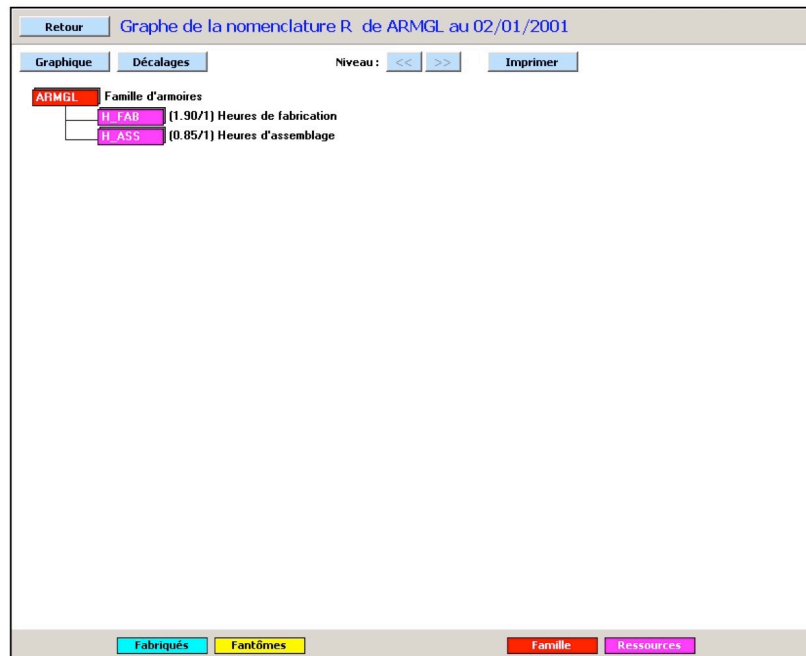 Retour Graphe de la nomenclature R de ARMGL au 02/01/2001
Graphique Décalages Niveau : << >> Imprimer
ARMGL Famille d'armoires
H_FAB (1.90/1) Heures de fabrication
H_ASS (0.85/1) Heures d'assemblage
Fabriqués Fantômes Famille Ressources